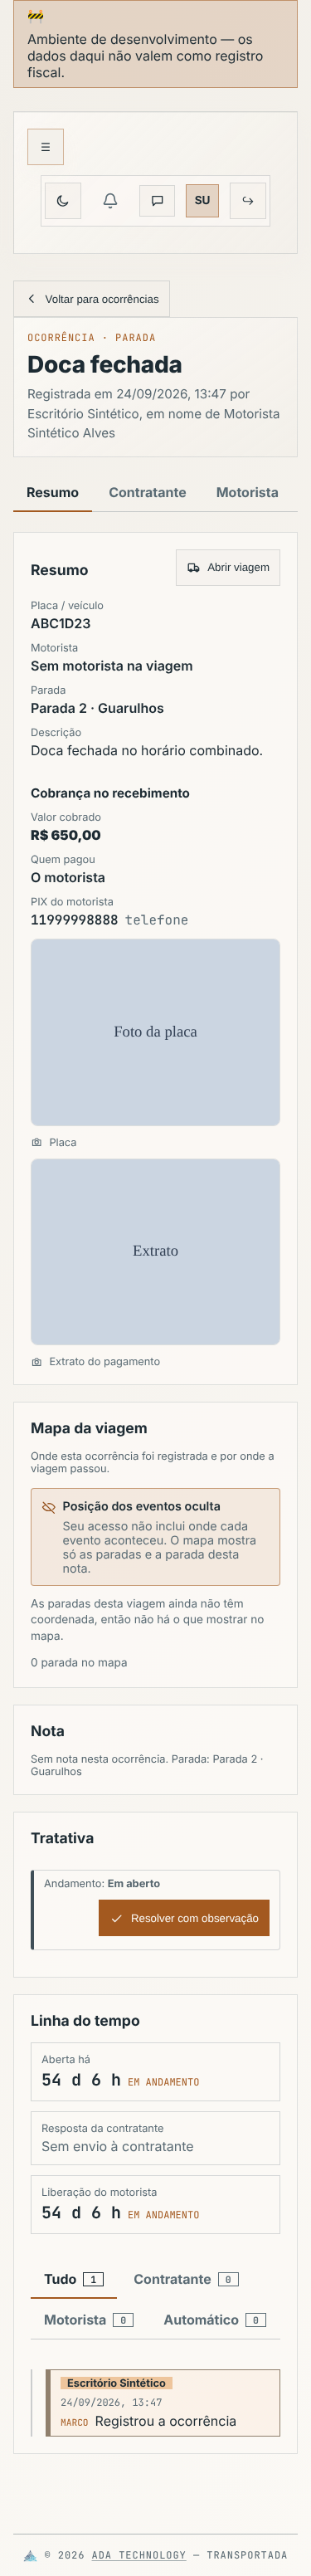 Ambiente de desenvolvimento — os
dados daqui não valem como registro
fiscal.
SU
Voltar para ocorrências
OCORRÊNCIA · PARADA
Doca fechada
Registrada em 24/09/2026, 13:47 por
Escritório Sintético, em nome de Motorista
Sintético Alves
Resumo Contratante Motorista
Resumo
Abrir viagem
Placa / veículo
ABC1D23
Motorista
Sem motorista na viagem
Parada
Parada 2 · Guarulhos
Descrição
Doca fechada no horário combinado.
Cobrança no recebimento
Valor cobrado
R$ 650,00
Quem pagou
O motorista
PIX do motorista
11999998888 telefone
Foto da placa
Placa
Extrato
Extrato do pagamento
Mapa da viagem
Onde esta ocorrência foi registrada e por onde a
viagem passou.
Posição dos eventos oculta
Seu acesso não inclui onde cada
evento aconteceu. O mapa mostra
só as paradas e a parada desta
nota.
As paradas desta viagem ainda não têm
coordenada, então não há o que mostrar no
mapa.
0 parada no mapa
Nota
Sem nota nesta ocorrência. Parada: Parada 2 ·
Guarulhos
Tratativa
Andamento: Em aberto
Resolver com observação
Linha do tempo
Aberta há
54 d 6 h EM ANDAMENTO
Resposta da contratante
Sem envio à contratante
Liberação do motorista
54 d 6 h EM ANDAMENTO
Tudo 1 Contratante 0
Motorista 0 Automático 0
Escritório Sintético
24/09/2026, 13:47
MARCO Registrou a ocorrência
© 2026 ADA TECHNOLOGY — TRANSPORTADA